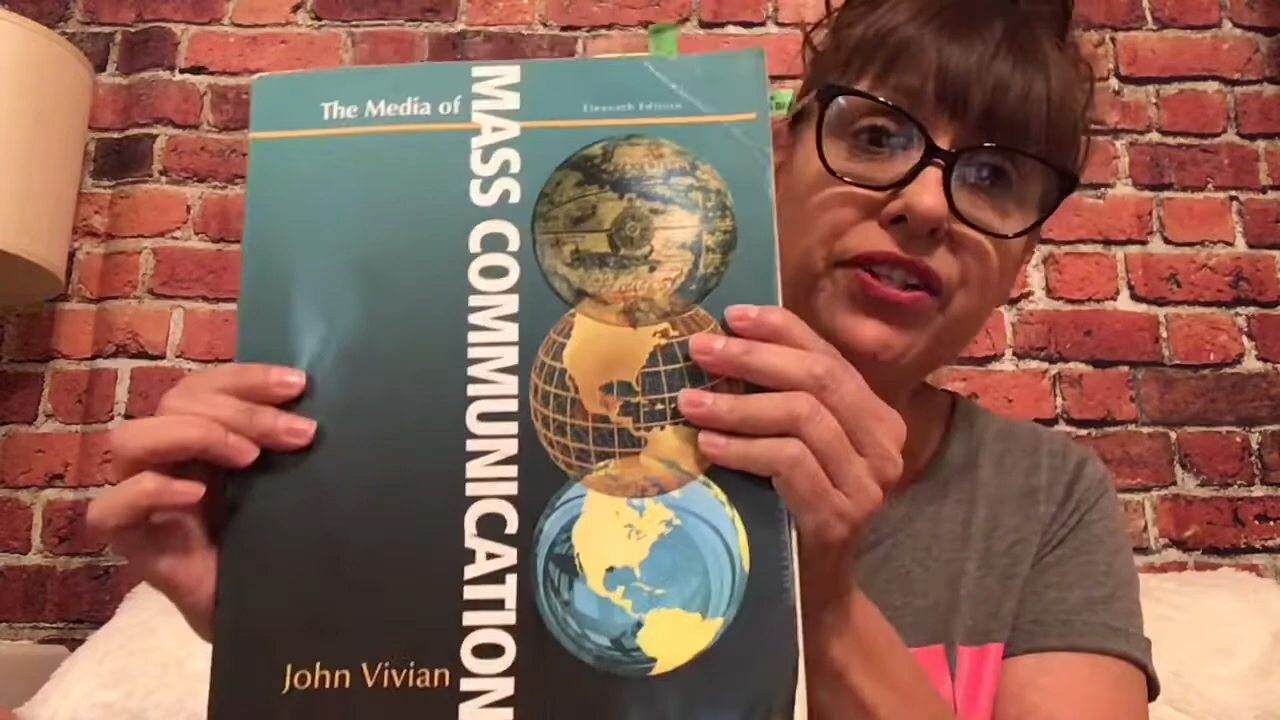 The Media of
MASS COMMUNICATION
Eleventh Edition
John Vivian